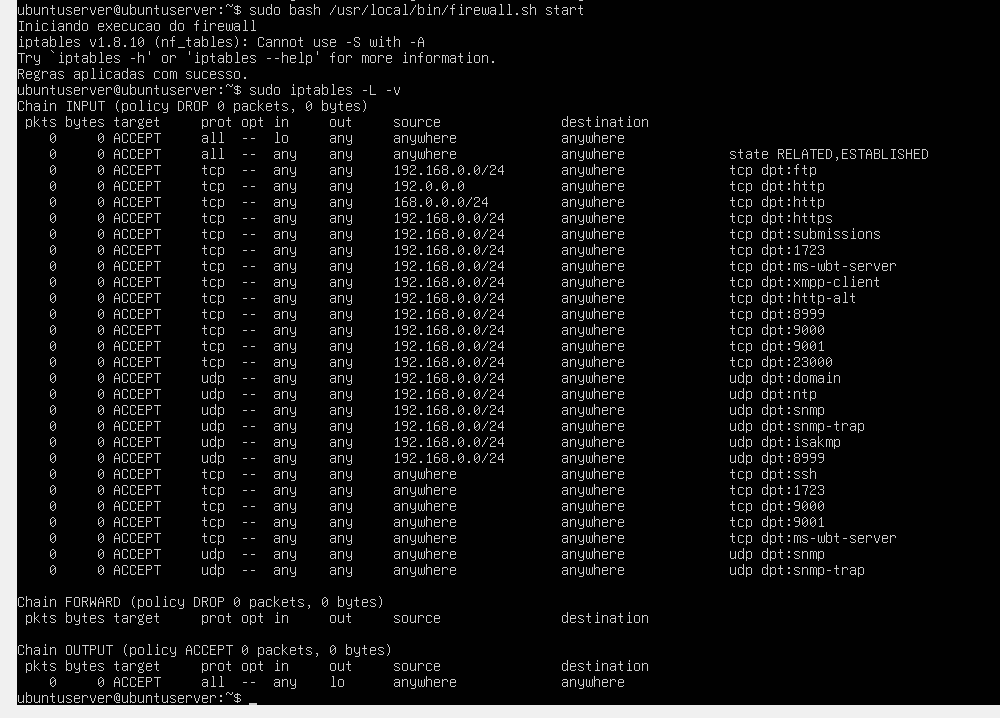 ubuntuserver@ubuntuserver:~$ sudo bash /usr/local/bin/firewall.sh start
Iniciando execucao do firewall
iptables v1.8.10 (nf_tables): Cannot use -S with -A
Try `iptables -h' or 'iptables --help' for more information.
Regras aplicadas com sucesso.
ubuntuserver@ubuntuserver:~$ sudo iptables -L -v
Chain INPUT (policy DROP 0 packets, 0 bytes)
 pkts bytes target     prot opt in     out     source               destination
    0     0 ACCEPT     all  --  lo     any     anywhere             anywhere
    0     0 ACCEPT     all  --  any    any     anywhere             anywhere             state RELATED,ESTABLISHED
    0     0 ACCEPT     tcp  --  any    any     192.168.0.0/24       anywhere             tcp dpt:ftp
    0     0 ACCEPT     tcp  --  any    any     192.0.0.0            anywhere             tcp dpt:http
    0     0 ACCEPT     tcp  --  any    any     168.0.0.0/24         anywhere             tcp dpt:http
    0     0 ACCEPT     tcp  --  any    any     192.168.0.0/24       anywhere             tcp dpt:https
    0     0 ACCEPT     tcp  --  any    any     192.168.0.0/24       anywhere             tcp dpt:submissions
    0     0 ACCEPT     tcp  --  any    any     192.168.0.0/24       anywhere             tcp dpt:1723
    0     0 ACCEPT     tcp  --  any    any     192.168.0.0/24       anywhere             tcp dpt:ms-wbt-server
    0     0 ACCEPT     tcp  --  any    any     192.168.0.0/24       anywhere             tcp dpt:xmpp-client
    0     0 ACCEPT     tcp  --  any    any     192.168.0.0/24       anywhere             tcp dpt:http-alt
    0     0 ACCEPT     tcp  --  any    any     192.168.0.0/24       anywhere             tcp dpt:8999
    0     0 ACCEPT     tcp  --  any    any     192.168.0.0/24       anywhere             tcp dpt:9000
    0     0 ACCEPT     tcp  --  any    any     192.168.0.0/24       anywhere             tcp dpt:9001
    0     0 ACCEPT     tcp  --  any    any     192.168.0.0/24       anywhere             tcp dpt:23000
    0     0 ACCEPT     udp  --  any    any     192.168.0.0/24       anywhere             udp dpt:domain
    0     0 ACCEPT     udp  --  any    any     192.168.0.0/24       anywhere             udp dpt:ntp
    0     0 ACCEPT     udp  --  any    any     192.168.0.0/24       anywhere             udp dpt:snmp
    0     0 ACCEPT     udp  --  any    any     192.168.0.0/24       anywhere             udp dpt:snmp-trap
    0     0 ACCEPT     udp  --  any    any     192.168.0.0/24       anywhere             udp dpt:isakmp
    0     0 ACCEPT     udp  --  any    any     192.168.0.0/24       anywhere             udp dpt:8999
    0     0 ACCEPT     tcp  --  any    any     anywhere             anywhere             tcp dpt:ssh
    0     0 ACCEPT     tcp  --  any    any     anywhere             anywhere             tcp dpt:1723
    0     0 ACCEPT     tcp  --  any    any     anywhere             anywhere             tcp dpt:9000
    0     0 ACCEPT     tcp  --  any    any     anywhere             anywhere             tcp dpt:9001
    0     0 ACCEPT     tcp  --  any    any     anywhere             anywhere             tcp dpt:ms-wbt-server
    0     0 ACCEPT     udp  --  any    any     anywhere             anywhere             udp dpt:snmp
    0     0 ACCEPT     udp  --  any    any     anywhere             anywhere             udp dpt:snmp-trap

Chain FORWARD (policy DROP 0 packets, 0 bytes)
 pkts bytes target     prot opt in     out     source               destination

Chain OUTPUT (policy ACCEPT 0 packets, 0 bytes)
 pkts bytes target     prot opt in     out     source               destination
    0     0 ACCEPT     all  --  any    lo      anywhere             anywhere
ubuntuserver@ubuntuserver:~$ _